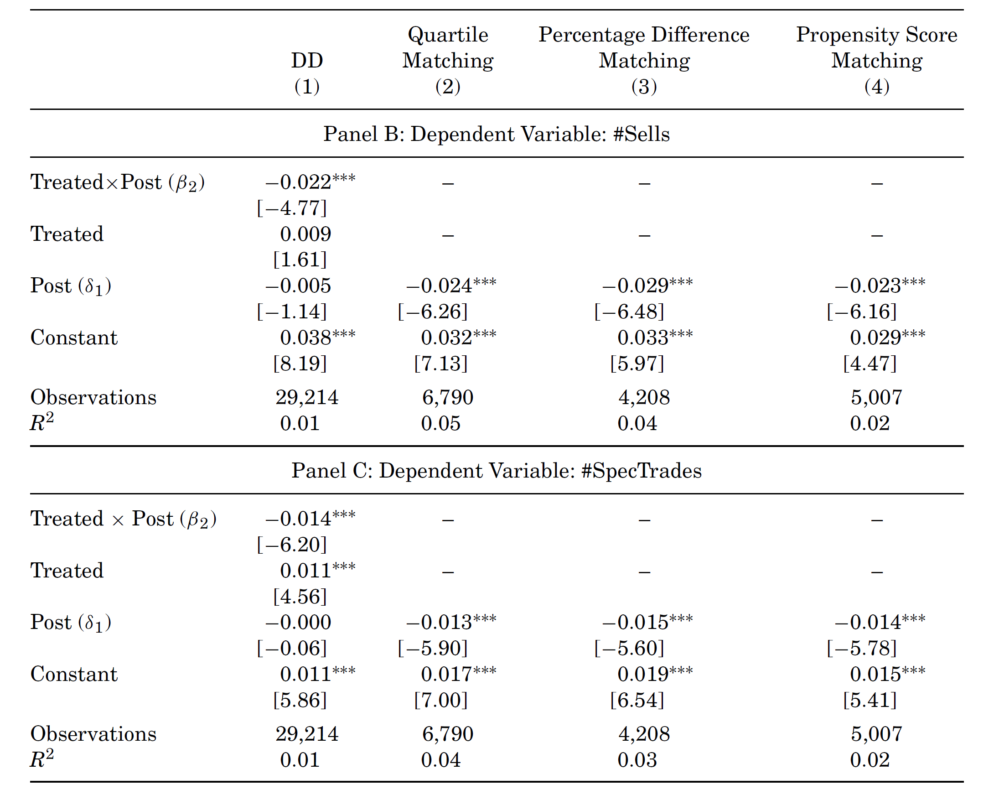 Quartile Percentage Difference Propensity Score
DD Matching Matching Matching
(1) (2) (3) (4)
Panel B: Dependent Variable: #Sells
Treated×Post (β₂) −0.022*** – – –
[−4.77]
Treated 0.009 – – –
[1.61]
Post (δ₁) −0.005 −0.024*** −0.029*** −0.023***
[−1.14] [−6.26] [−6.48] [−6.16]
Constant 0.038*** 0.032*** 0.033*** 0.029***
[8.19] [7.13] [5.97] [4.47]
Observations 29,214 6,790 4,208 5,007
R² 0.01 0.05 0.04 0.02
Panel C: Dependent Variable: #SpecTrades
Treated × Post (β₂) −0.014*** – – –
[−6.20]
Treated 0.011*** – – –
[4.56]
Post (δ₁) −0.000 −0.013*** −0.015*** −0.014***
[−0.06] [−5.90] [−5.60] [−5.78]
Constant 0.011*** 0.017*** 0.019*** 0.015***
[5.86] [7.00] [6.54] [5.41]
Observations 29,214 6,790 4,208 5,007
R² 0.01 0.04 0.03 0.02